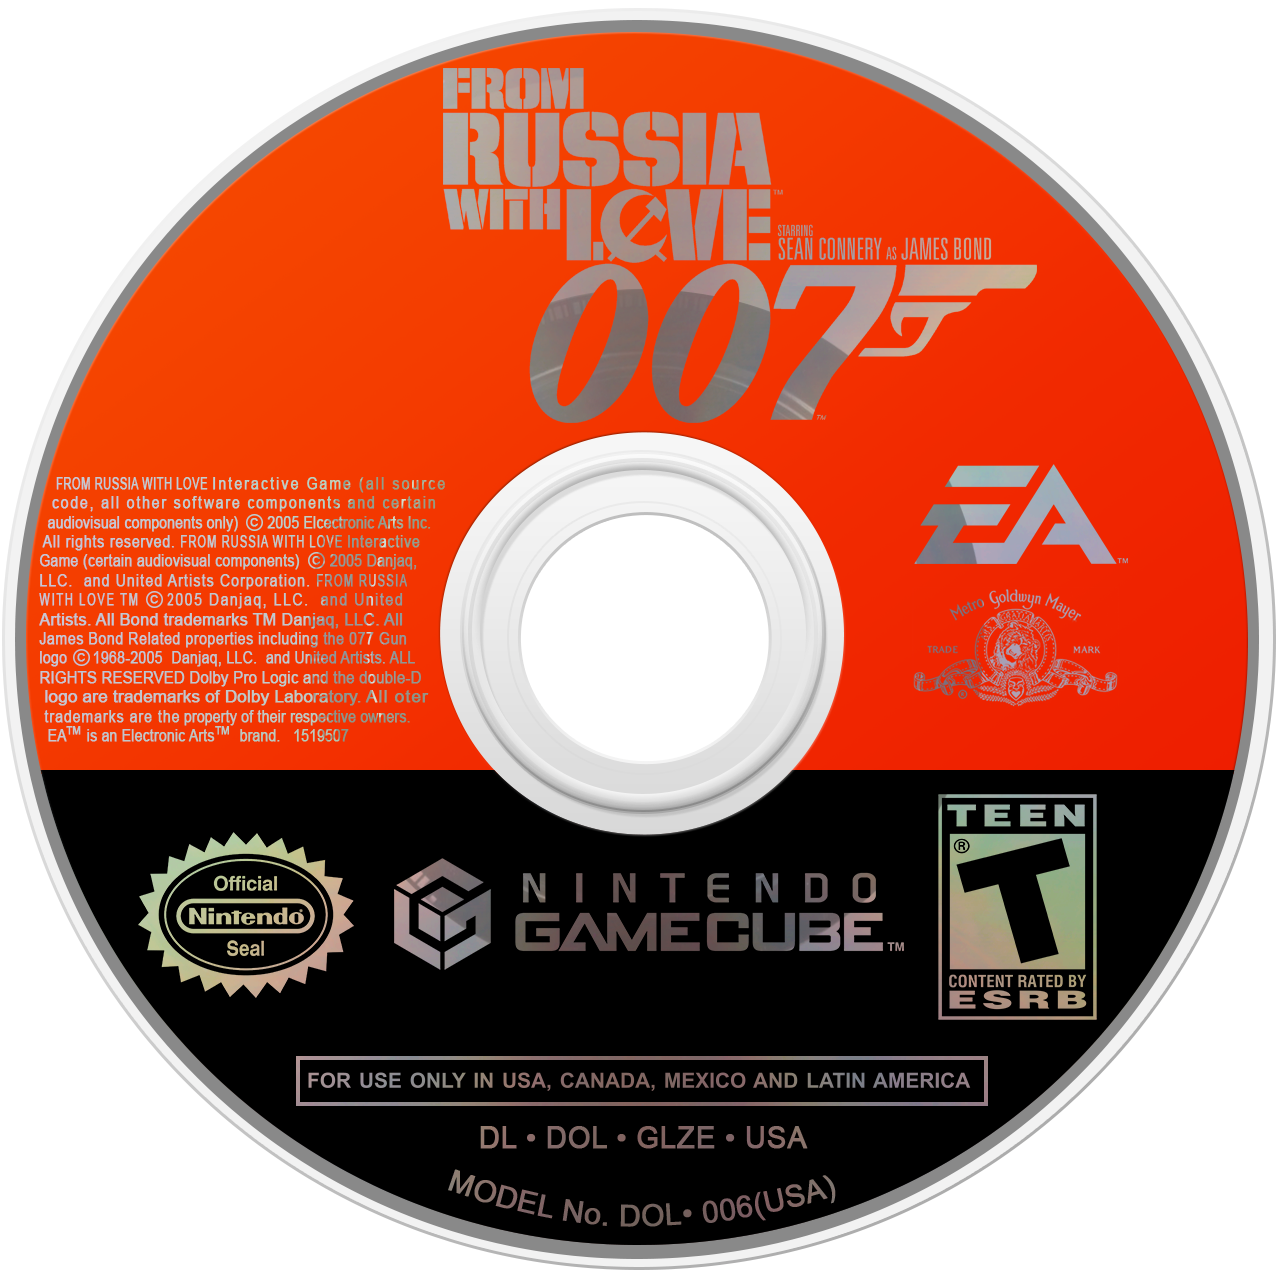 FROM
RUSSIA
WITH LOVE™
STARRING
SEAN CONNERY AS JAMES BOND
007™
FROM RUSSIA WITH LOVE Interactive Game (all source
code, all other software components and certain
audiovisual components only) © 2005 Elcectronic Arts Inc.
All rights reserved. FROM RUSSIA WITH LOVE Interactive
Game (certain audiovisual components) © 2005 Danjaq,
LLC. and United Artists Corporation. FROM RUSSIA
WITH LOVE TM © 2005 Danjaq, LLC. and United
Artists. All Bond trademarks TM Danjaq, LLC. All
James Bond Related properties including the 077 Gun
logo © 1968-2005 Danjaq, LLC. and United Artists. ALL
RIGHTS RESERVED Dolby Pro Logic and the double-D
logo are trademarks of Dolby Laboratory. All oter
trademarks are the property of their respective owners.
EA™ is an Electronic Arts™ brand. 1519507
EA™
Metro Goldwyn Mayer
TRADE MARK
®
Official
Nintendo®
Seal
NINTENDO
GAMECUBE™
TEEN
®
T
CONTENT RATED BY
ESRB
FOR USE ONLY IN USA, CANADA, MEXICO AND LATIN AMERICA
DL • DOL • GLZE • USA
MODEL No. DOL• 006(USA)